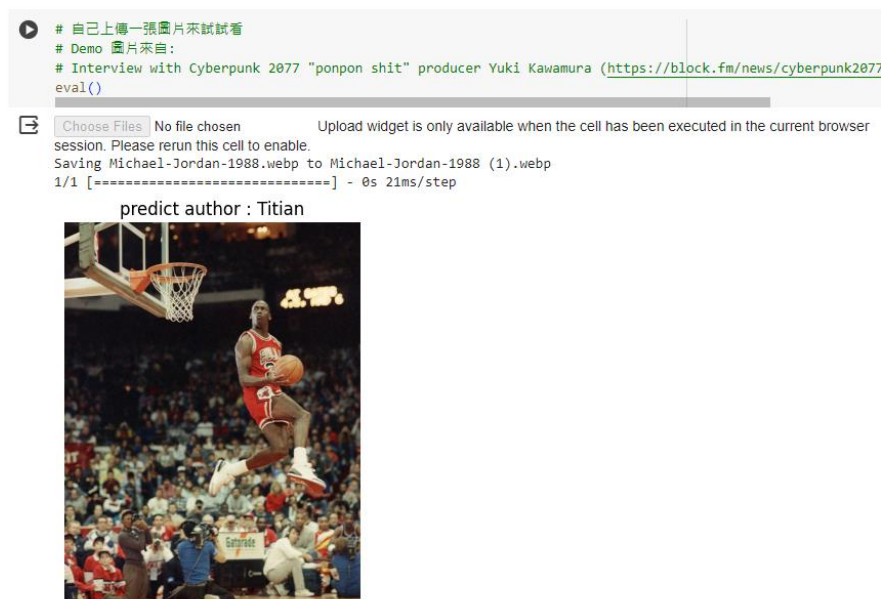 # 自己上傳一張圖片來試試看
# Demo 圖片來自:
# Interview with Cyberpunk 2077 "ponpon shit" producer Yuki Kawamura (https://block.fm/news/cyberpunk2077
eval()
Choose Files No file chosen Upload widget is only available when the cell has been executed in the current browser
session. Please rerun this cell to enable.
Saving Michael-Jordan-1988.webp to Michael-Jordan-1988 (1).webp
1/1 [==============================] - 0s 21ms/step
predict author : Titian
Gatorade